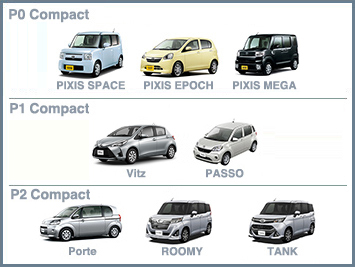 P0 Compact
PIXIS SPACE PIXIS EPOCH PIXIS MEGA
P1 Compact
Vitz PASSO
P2 Compact
Porte ROOMY TANK